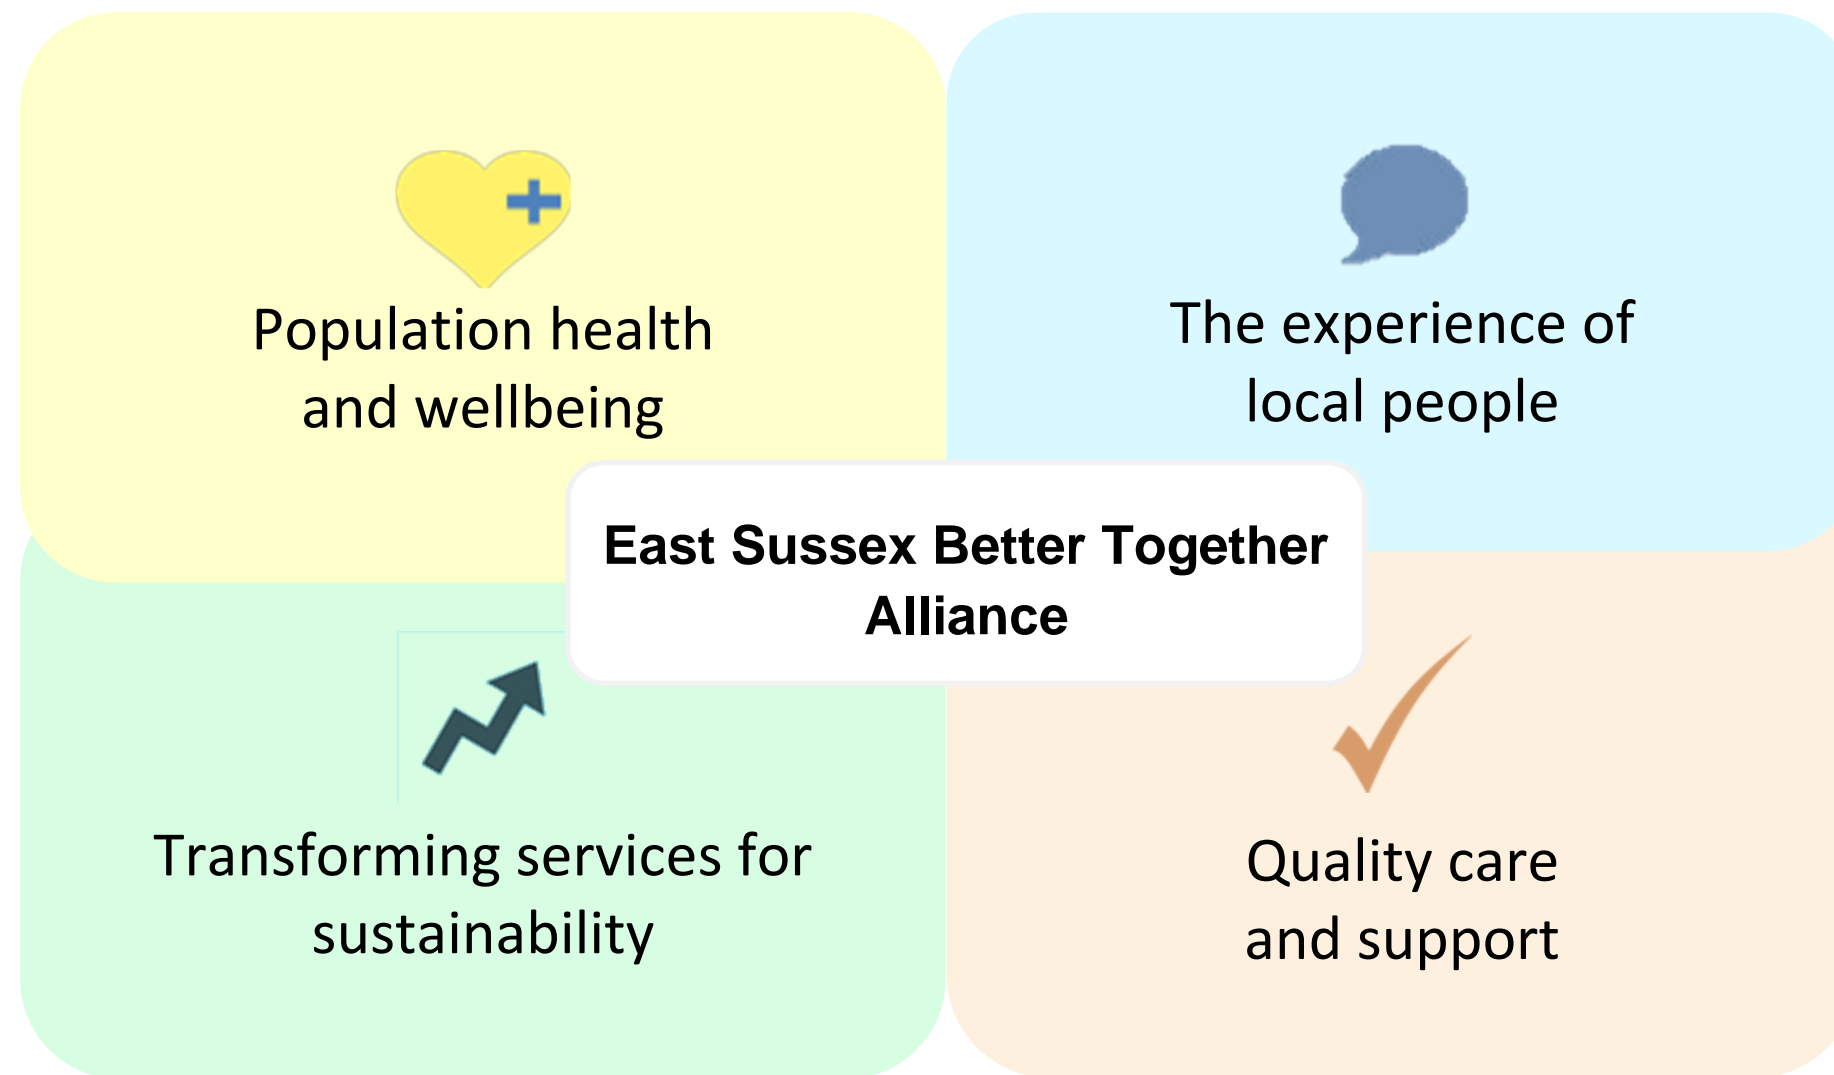 Population health
and wellbeing
The experience of
local people
East Sussex Better Together
Alliance
Transforming services for
sustainability
Quality care
and support